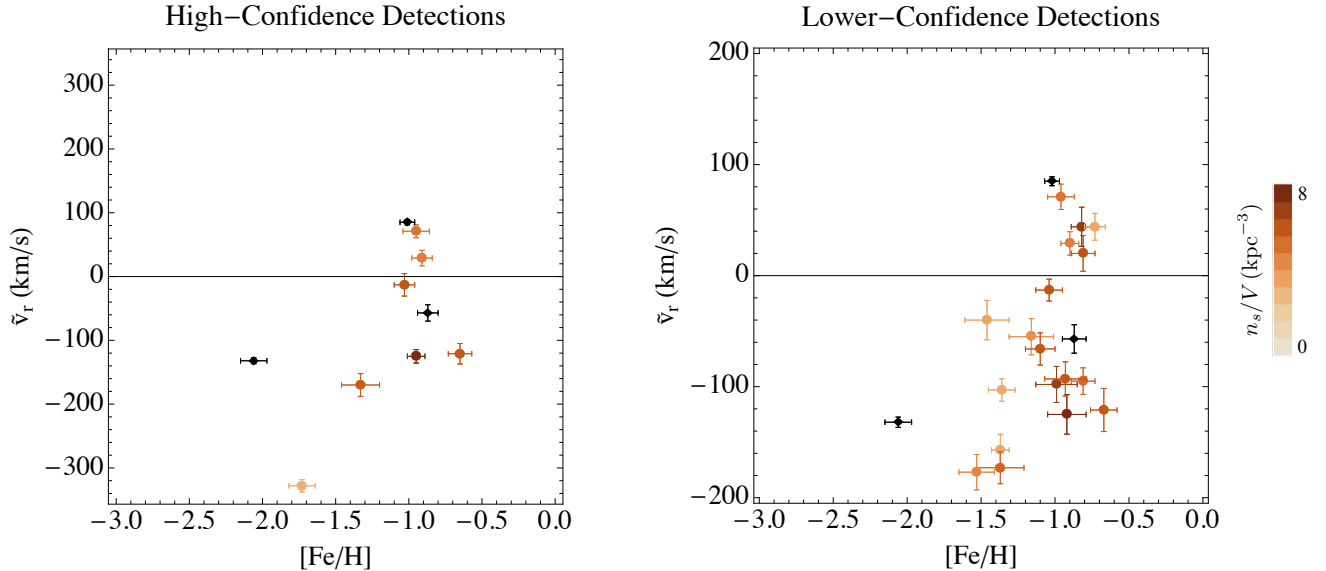 High−Confidence Detections
300
200
100
0
−100
−200
−300
ṽr (km/s)
−3.0 −2.5 −2.0 −1.5 −1.0 −0.5 0.0
[Fe/H]
Lower−Confidence Detections
200
100
0
−100
−200
ṽr (km/s)
−3.0 −2.5 −2.0 −1.5 −1.0 −0.5 0.0
[Fe/H]
8
0
ns/V (kpc−3)